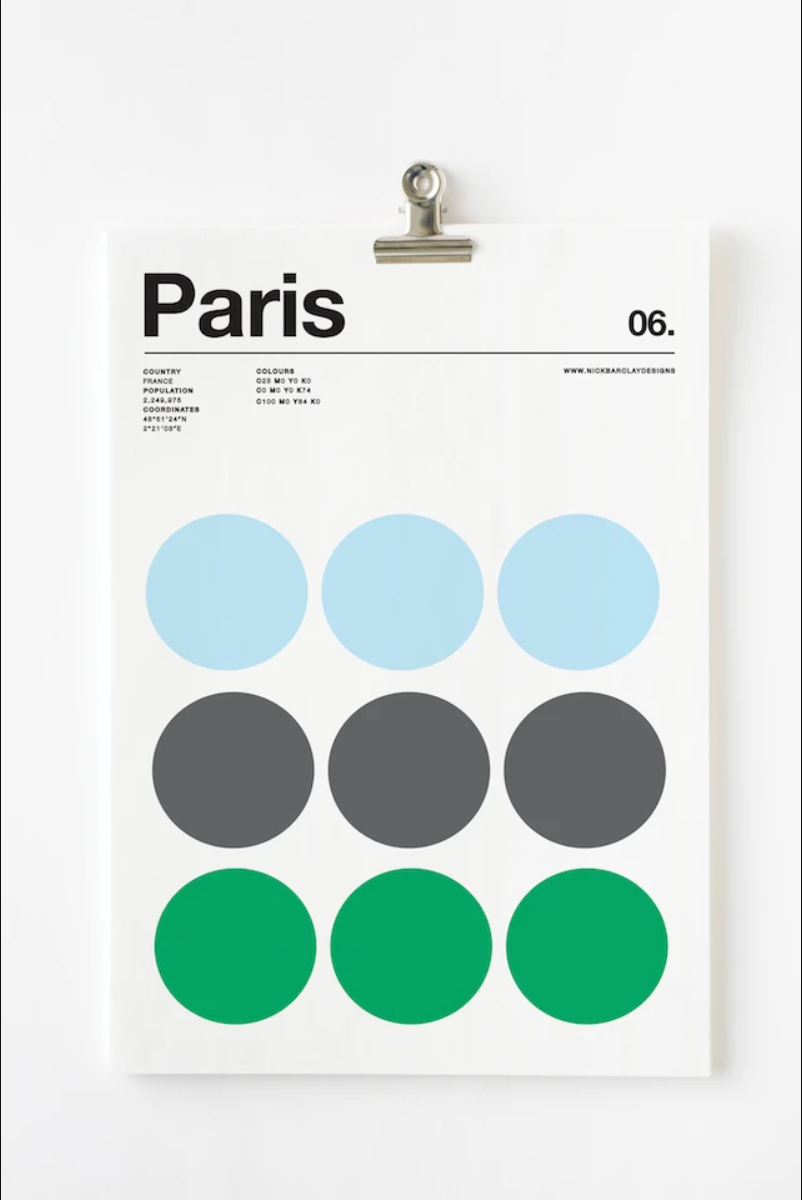 Paris
06.
COUNTRY
FRANCE
POPULATION
2,249,975
COORDINATES
48°51'24"N
2°21'03"E
COLOURS
C25 M0 Y0 K0
C0 M0 Y0 K74
C100 M0 Y84 K0
WWW.NICKBARCLAYDESIGNS